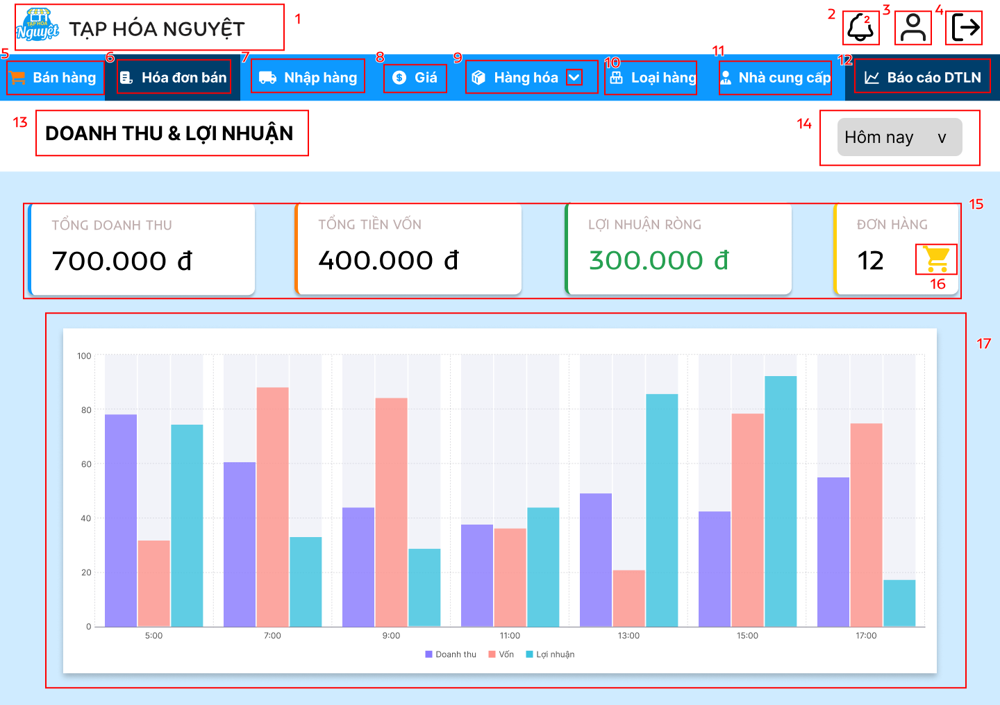 TẠP HÓA
Nguyệt
TẠP HÓA NGUYỆT
1
2
2
3
4
5
Bán hàng
6
Hóa đơn bán
7
Nhập hàng
8
$
Giá
9
Hàng hóa
10
Loại hàng
11
Nhà cung cấp
12
Báo cáo DTLN
13
DOANH THU & LỢI NHUẬN
14
Hôm nay v
15
TỔNG DOANH THU
700.000 đ
TỔNG TIỀN VỐN
400.000 đ
LỢI NHUẬN RÒNG
300.000 đ
ĐƠN HÀNG
12
16
17
100
80
60
40
20
0
5:00 7:00 9:00 11:00 13:00 15:00 17:00
Doanh thu Vốn Lợi nhuận